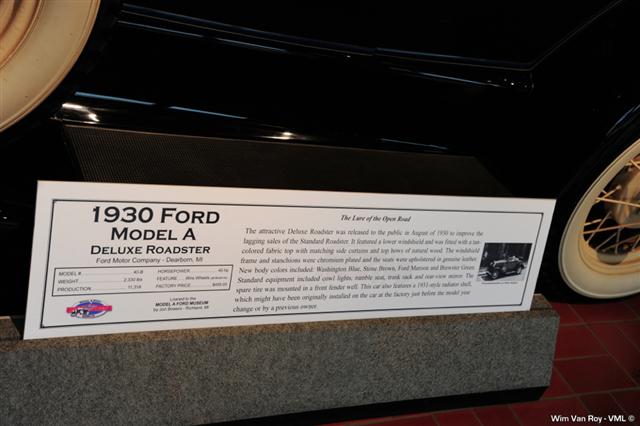 1930 FORD
MODEL A
DELUXE ROADSTER
Ford Motor Company - Dearborn, MI
MODEL # 40-B
WEIGHT 2,230 lbs
PRODUCTION 11,318
HORSEPOWER 40 hp
FEATURE Wire Wheels
FACTORY PRICE $495.00
Loaned to the
MODEL A FORD MUSEUM
by Jon Bowers - Richland, MI
The Lure of the Open Road
The attractive Deluxe Roadster was released to the public in August of 1930 to improve the
lagging sales of the Standard Roadster. It featured a lower windshield and was fitted with a tan-
colored fabric top with matching side curtains and top bows of natural wood. The windshield
frame and stanchions were chromium plated and the seats were upholstered in genuine leather
New body colors included: Washington Blue, Stone Brown, Ford Maroon and Brewster Green
Standard equipment included cowl lights, rumble seat, trunk rack and rear-view mirror. The
spare tire was mounted in a front fender well. This car also features a 1931-style radiator shell,
which might have been originally installed on the car at the factory just before the model year
change or by a previous owner.
Wim Van Roy - VML ©